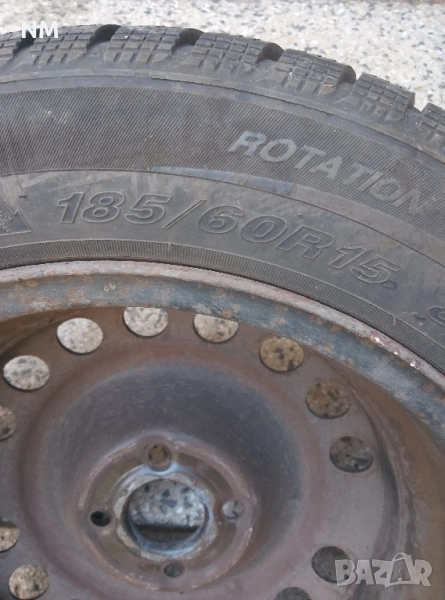 NM
ROTATION
185/60R15
BAZAR